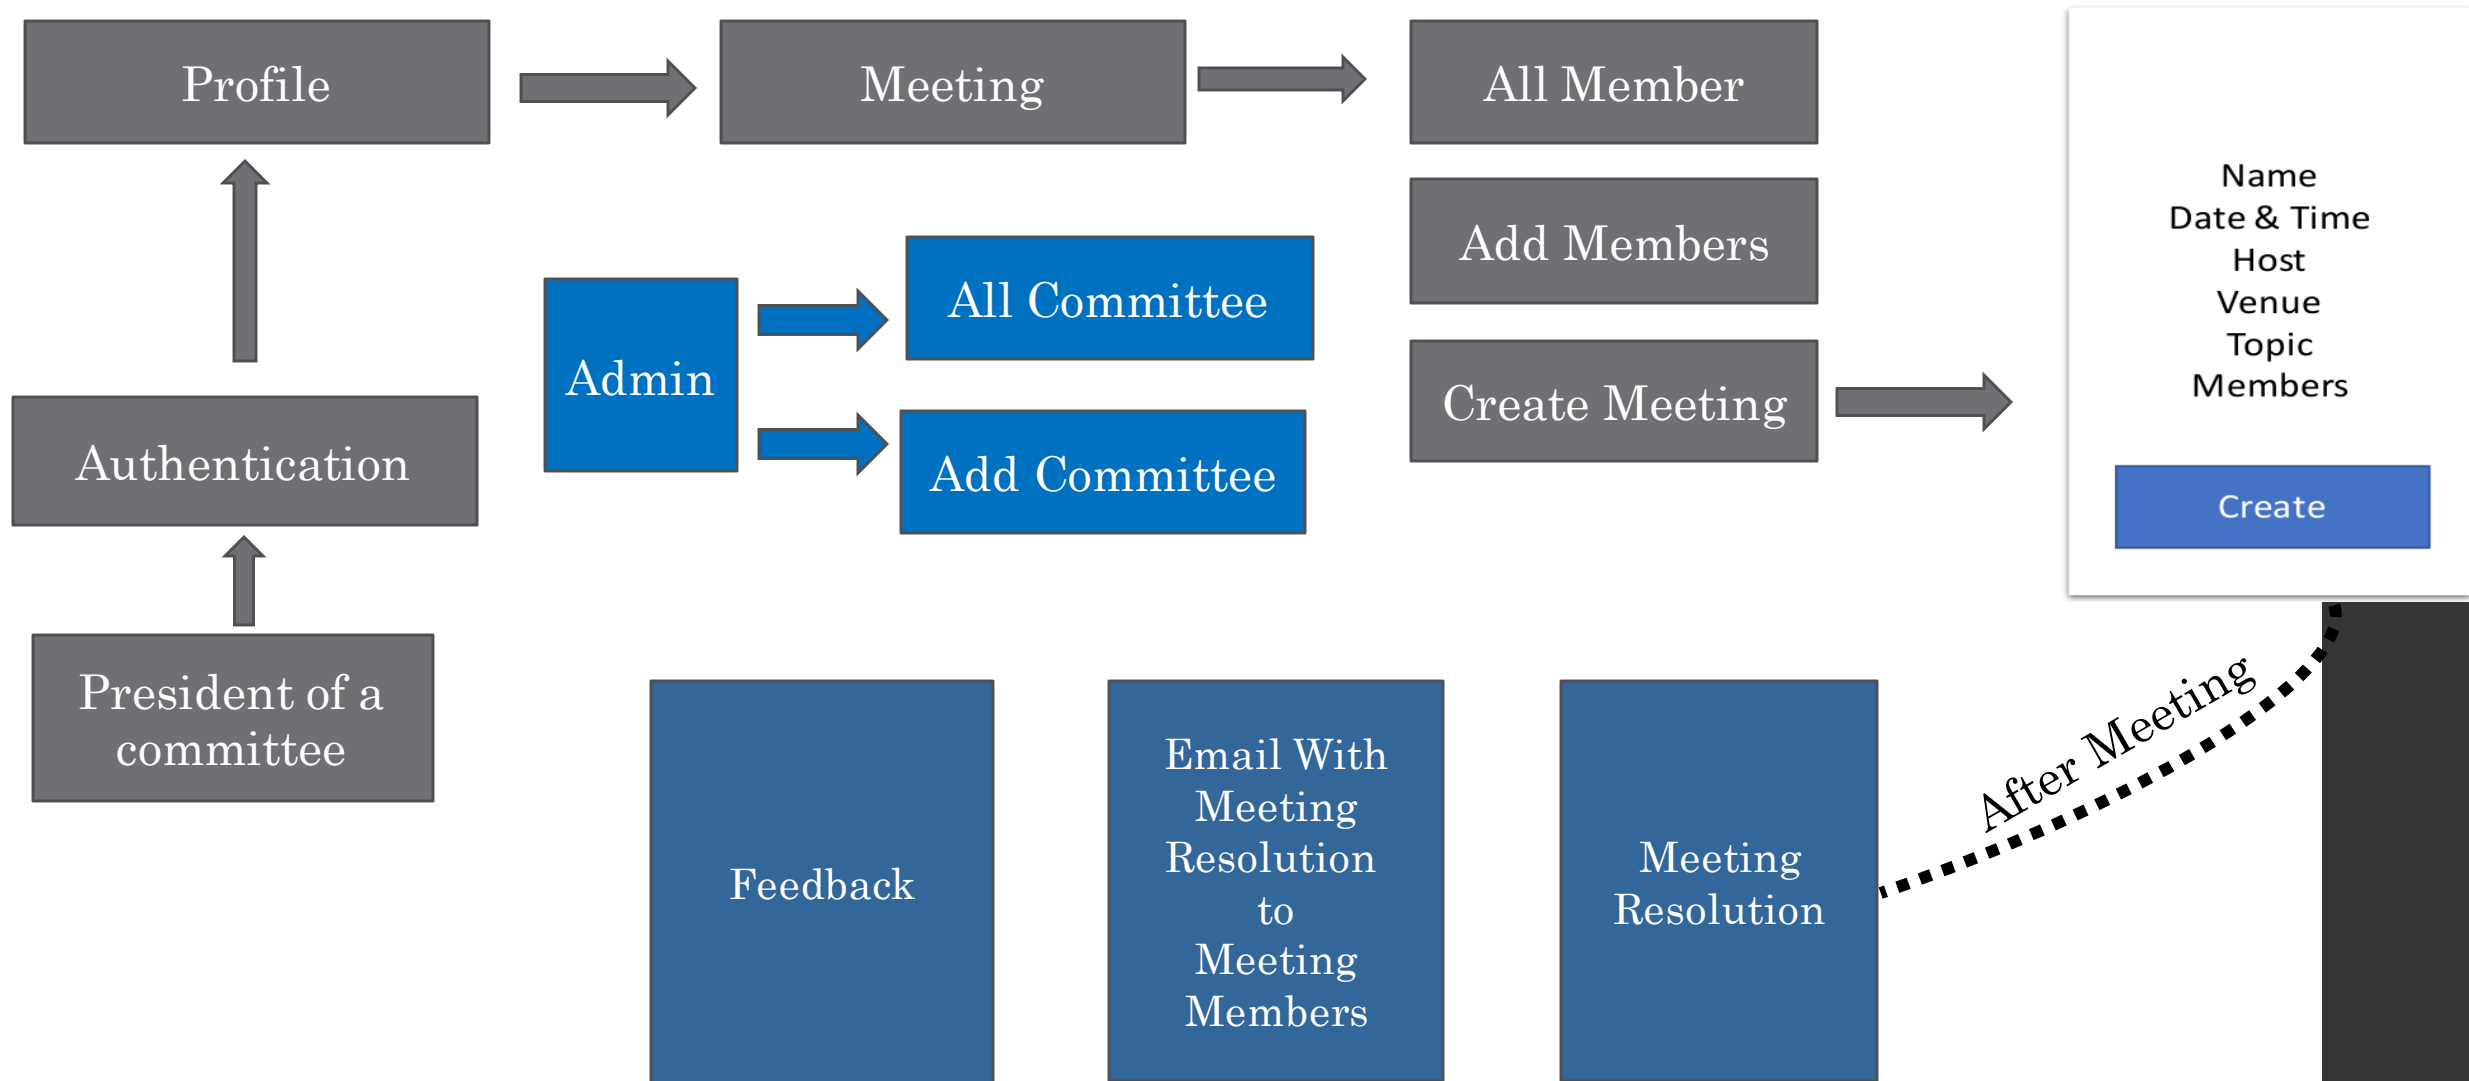 Profile
Meeting
All Member
Add Members
Create Meeting
Name
Date & Time
Host
Venue
Topic
Members
Create
Admin
All Committee
Add Committee
Authentication
President of a
committee
Feedback
Email With
Meeting
Resolution
to
Meeting
Members
Meeting
Resolution
After Meeting